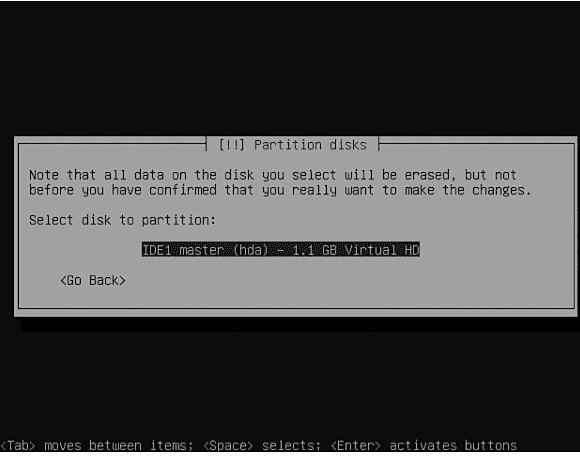 [!!] Partition disks
Note that all data on the disk you select will be erased, but not
before you have confirmed that you really want to make the changes.
Select disk to partition:
IDE1 master (hda) - 1.1 GB Virtual HD
<Go Back>
<Tab> moves between items; <Space> selects; <Enter> activates buttons